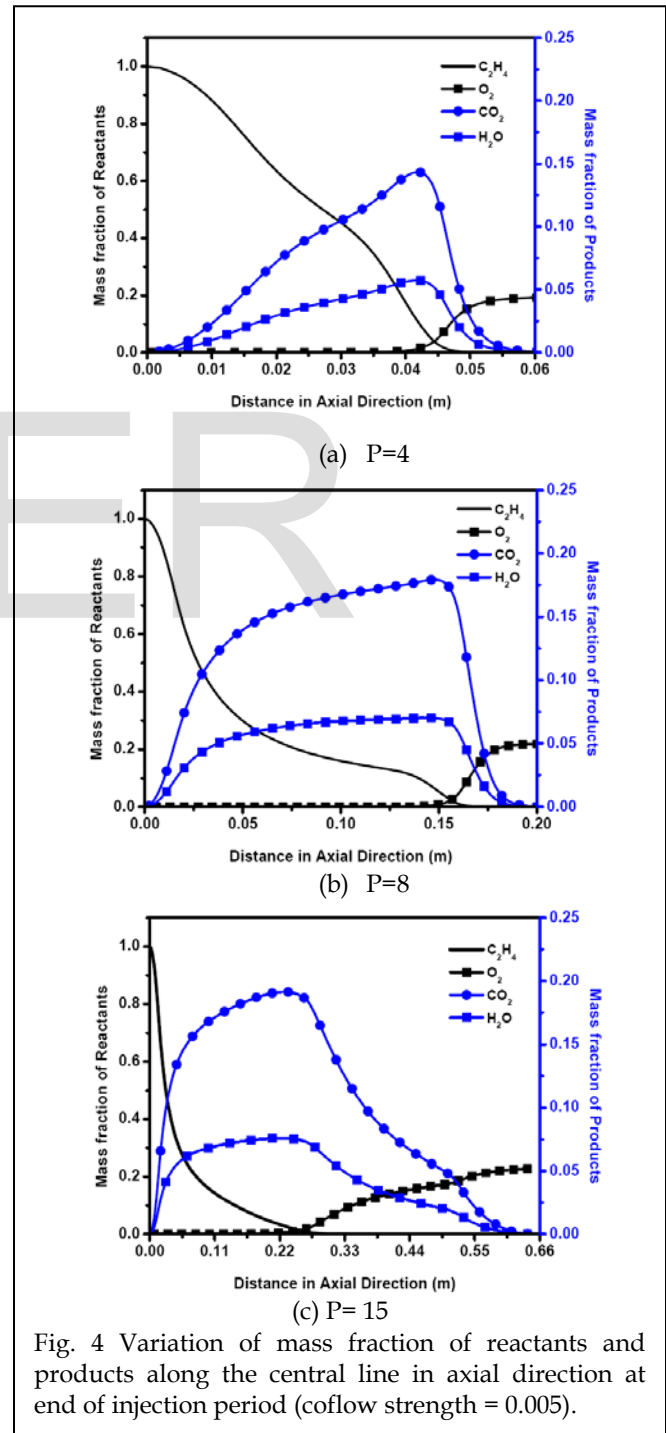 0.25
1.0
C2H4
O2
CO2
H2O
0.20
0.8
0.15
0.6
0.10
0.4
0.05
0.2
0.00
0.0
Mass fraction of Reactants
Mass fraction of Products
0.00 0.01 0.02 0.03 0.04 0.05 0.06
Distance in Axial Direction (m)
(a) P=4
ER
0.25
1.0
C2H4
O2
CO2
H2O
0.20
0.8
0.15
0.6
0.10
0.4
0.05
0.2
0.00
0.0
Mass fraction of Reactants
Mass fraction of Products
0.00 0.05 0.10 0.15 0.20
Distance in Axial Direction (m)
(b) P=8
0.25
1.0
C2H4
O2
CO2
H2O
0.20
0.8
0.15
0.6
0.10
0.4
0.05
0.2
0.00
0.0
Mass fraction of Reactants
Mass fraction of Products
0.00 0.11 0.22 0.33 0.44 0.55 0.66
Distance in Axial Direction (m)
(c) P= 15
Fig. 4 Variation of mass fraction of reactants and
products along the central line in axial direction at
end of injection period (coflow strength = 0.005).